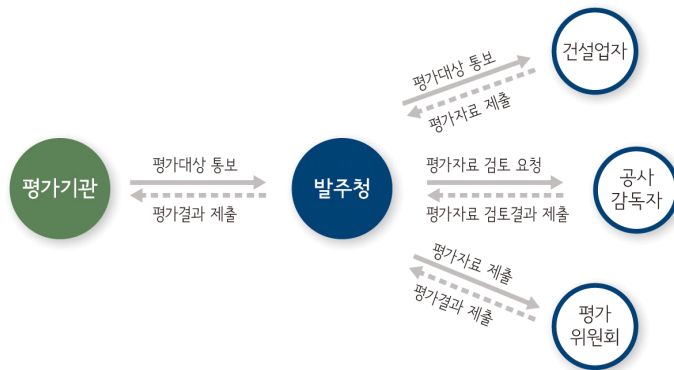 건설업자
평가대상 통보
평가자료 제출
평가기관
평가대상 통보
평가결과 제출
발주청
평가자료 검토 요청
평가자료 검토결과 제출
공사
감독자
평가자료 제출
평가결과 제출
평가
위원회